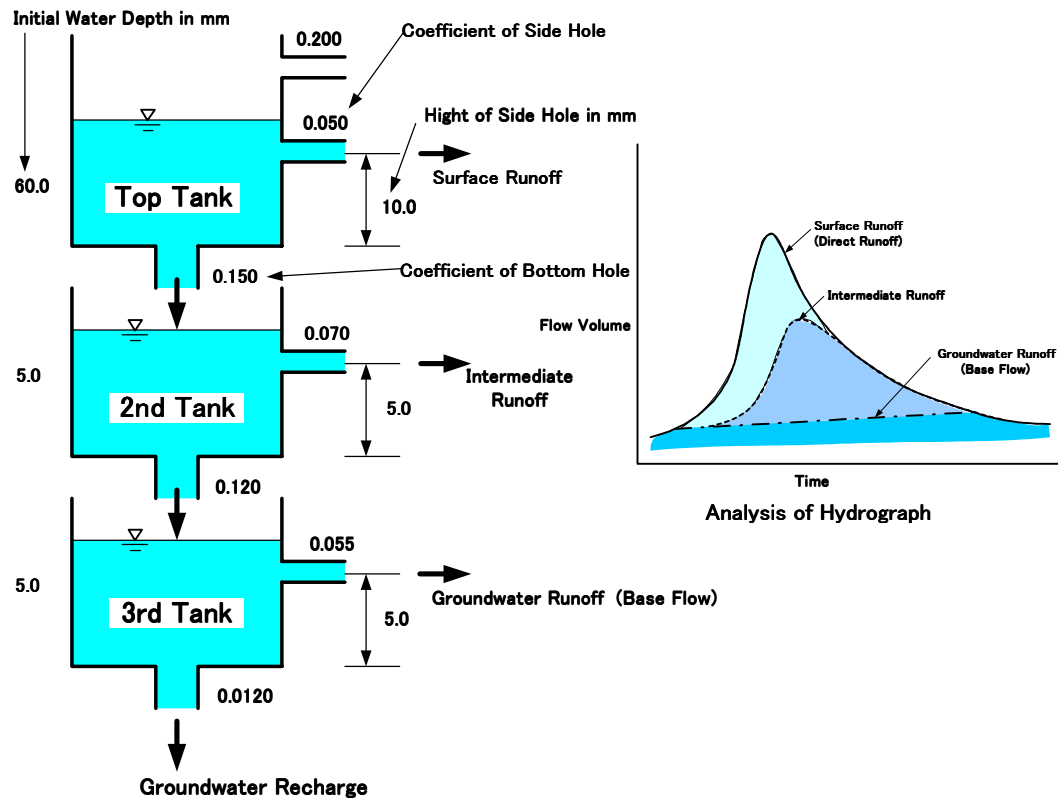 Initial Water Depth in mm
0.200
Coefficient of Side Hole
0.050
Hight of Side Hole in mm
60.0
Top Tank
Surface Runoff
10.0
0.150
Coefficient of Bottom Hole
0.070
5.0
2nd Tank
Intermediate
Runoff
5.0
0.120
0.055
5.0
3rd Tank
Groundwater Runoff (Base Flow)
5.0
0.0120
Groundwater Recharge
Surface Runoff
(Direct Runoff)
Intermediate Runoff
Flow Volume
Groundwater Runoff
(Base Flow)
Time
Analysis of Hydrograph